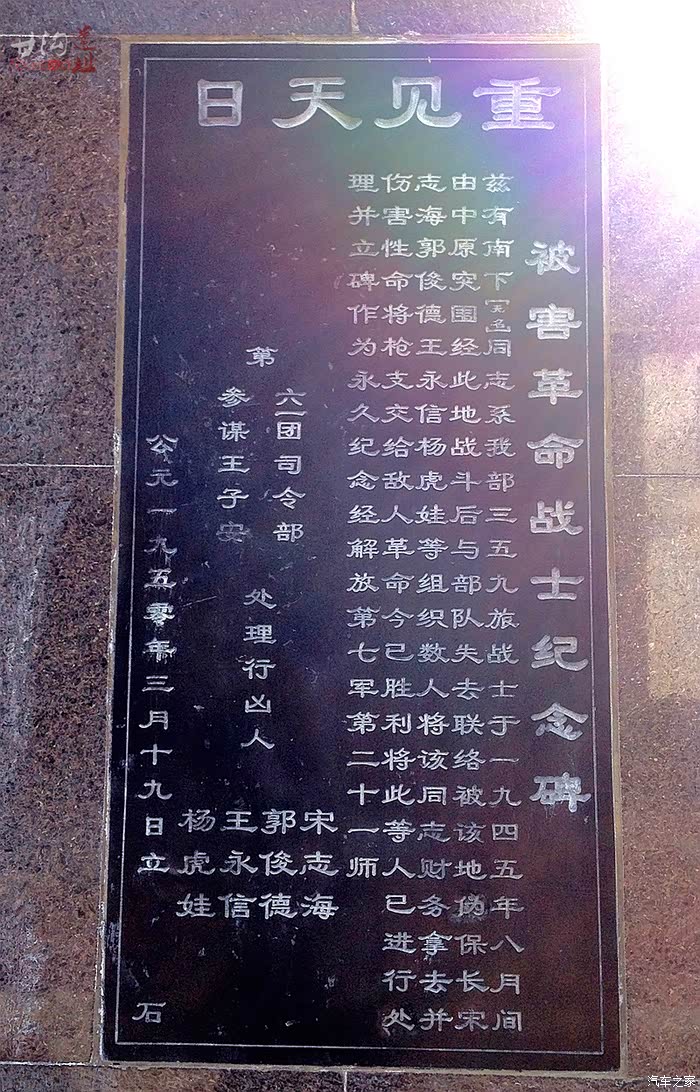 重见天日
被害革命战士纪念碑
兹有南下[无名]同志系我部三五九旅战士于一九四五年八月间
由中原突围经此地战斗后与部队失去联络被该地伪保长宋
志海郭俊德王永信杨虎娃等组织数人将该同志财务拿去并
伤害性命将枪支交给敌人革命今已胜利将此等人已进行处
理并立碑作为永久纪念经解放第七军第二十一师
第
六一团司令部
参谋王子安
处理行凶人
宋志海
郭俊德
王永信
杨虎娃
公元一九五零年三月十九日立 石
汽车之家